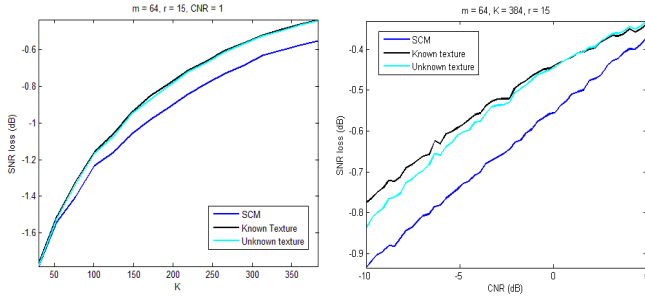 m = 64, r = 15, CNR = 1
SNR loss (dB)
-0.6
-0.8
-1
-1.2
-1.4
-1.6
50 100 150 200 250 300 350
K
SCM
Known Texture
Unknown texture
m = 64, K = 384, r = 15
SNR loss (dB)
-0.4
-0.5
-0.6
-0.7
-0.8
-0.9
-10 -5 0
CNR (dB)
SCM
Known texture
Unknown texture